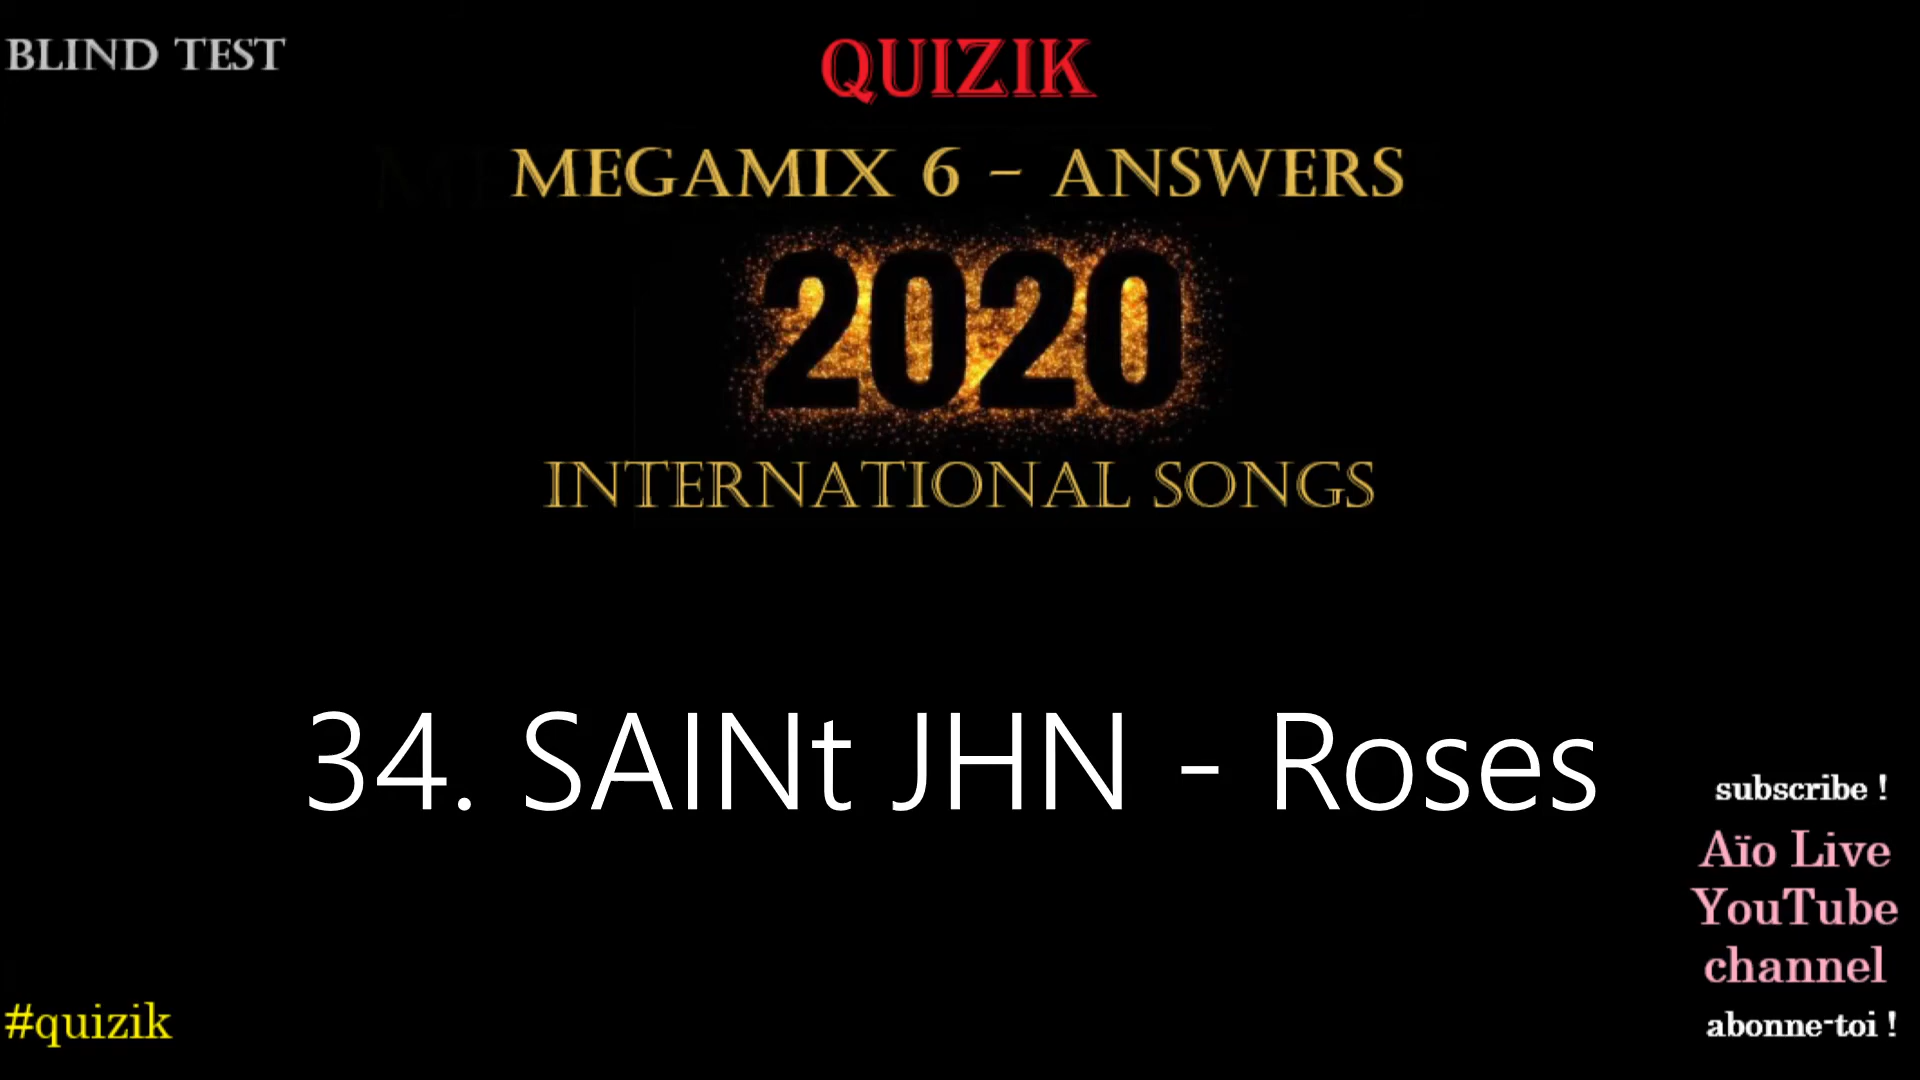 BLIND TEST
QUIZIK
MEGAMIX 6 - ANSWERS
2020
INTERNATIONAL SONGS
34. SAINt JHN - Roses
subscribe !
Aïo Live
YouTube
channel
abonne-toi !
#quizik